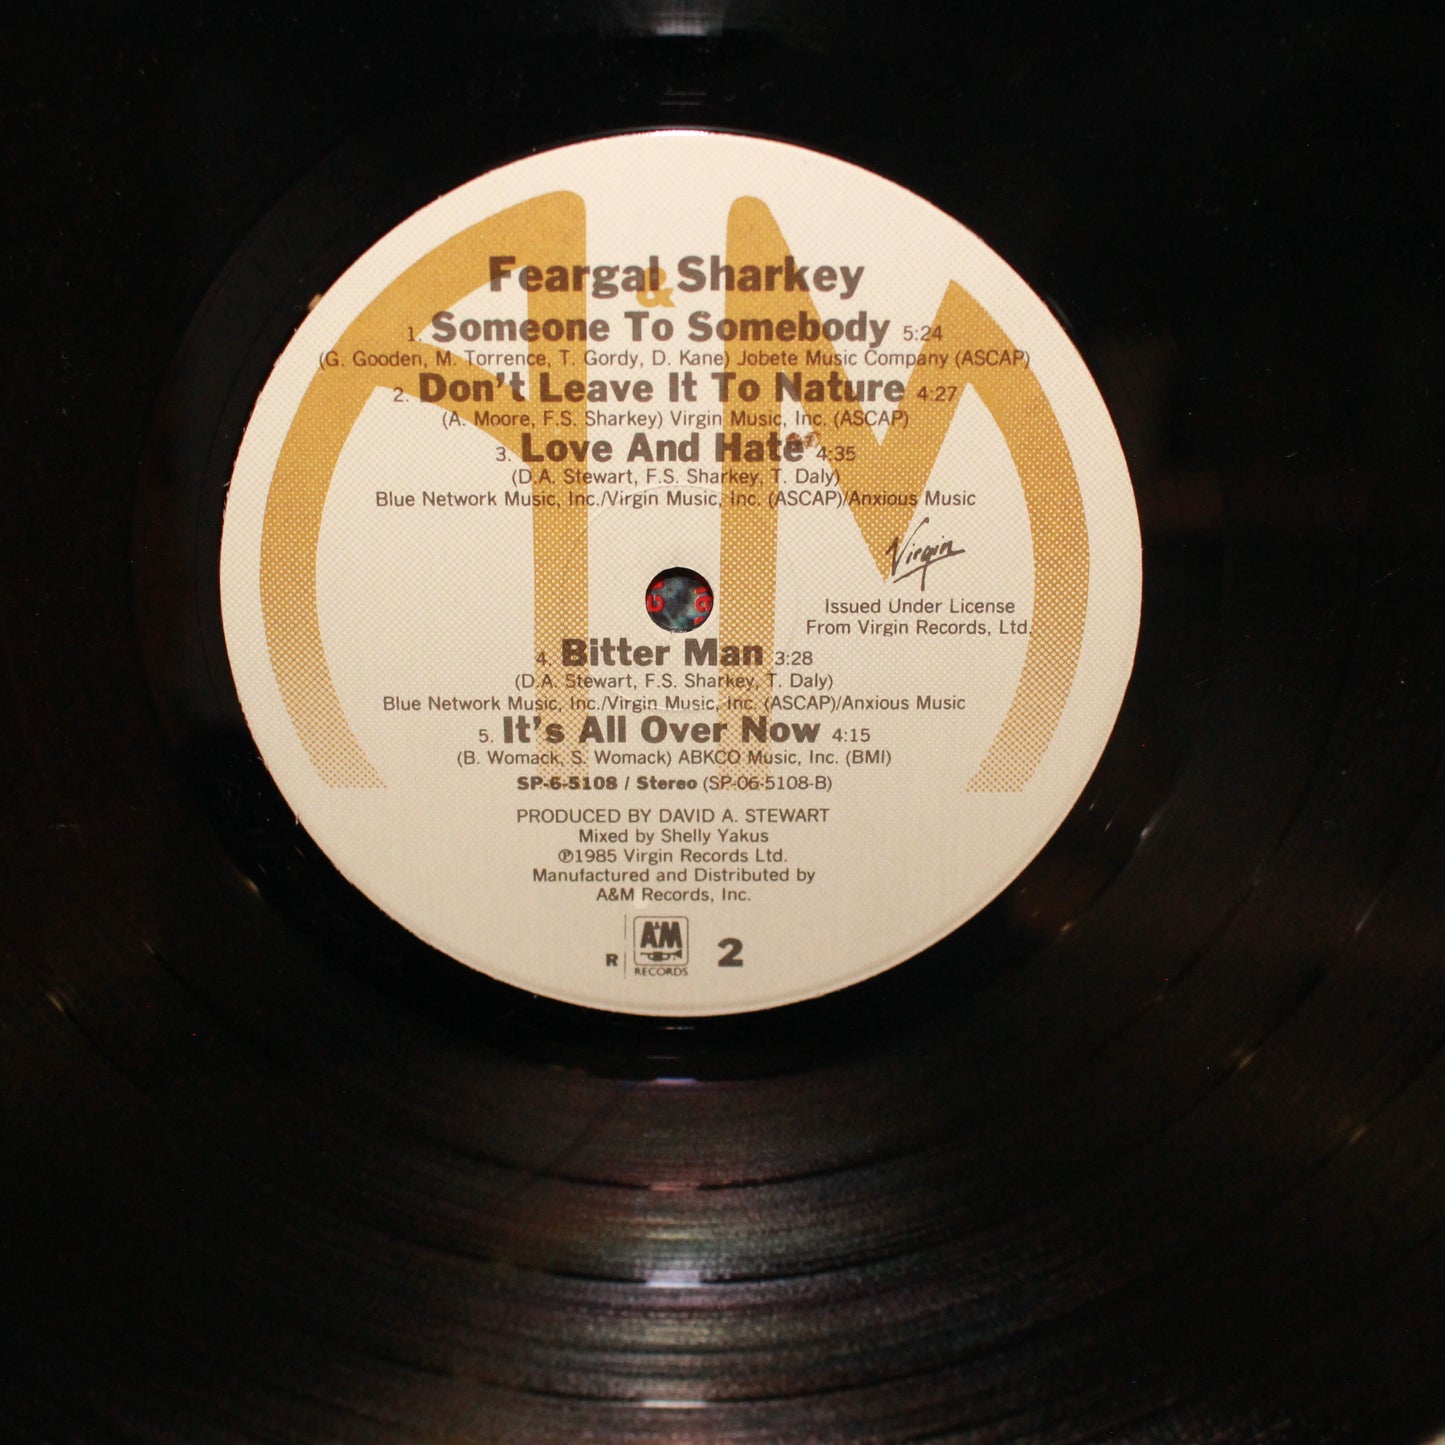 Feargal Sharkey
&
1. Someone To Somebody 5:24
(G. Gooden, M. Torrence, T. Gordy, D. Kane) Jobete Music Company (ASCAP)
2. Don't Leave It To Nature 4:27
(A. Moore, F.S. Sharkey) Virgin Music, Inc. (ASCAP)
3. Love And Hate 4:35
(D.A. Stewart, F.S. Sharkey, T. Daly)
Blue Network Music, Inc./Virgin Music, Inc. (ASCAP)/Anxious Music
Virgin
Issued Under License
From Virgin Records, Ltd.
4. Bitter Man 3:28
(D.A. Stewart, F.S. Sharkey, T. Daly)
Blue Network Music, Inc./Virgin Music, Inc. (ASCAP)/Anxious Music
5. It's All Over Now 4:15
(B. Womack, S. Womack) ABKCO Music, Inc. (BMI)
SP-6-5108 / Stereo (SP-06-5108-B)
PRODUCED BY DAVID A. STEWART
Mixed by Shelly Yakus
℗1985 Virgin Records Ltd.
Manufactured and Distributed by
A&M Records, Inc.
R A&M RECORDS 2